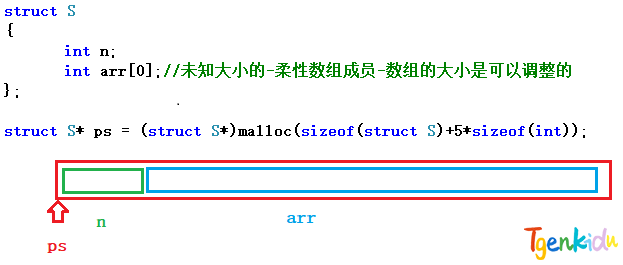 struct S
{
int n;
int arr[0];//未知大小的-柔性数组成员-数组的大小是可以调整的
};
struct S* ps = (struct S*)malloc(sizeof(struct S)+5*sizeof(int));
n
arr
ps
Tgenkidu